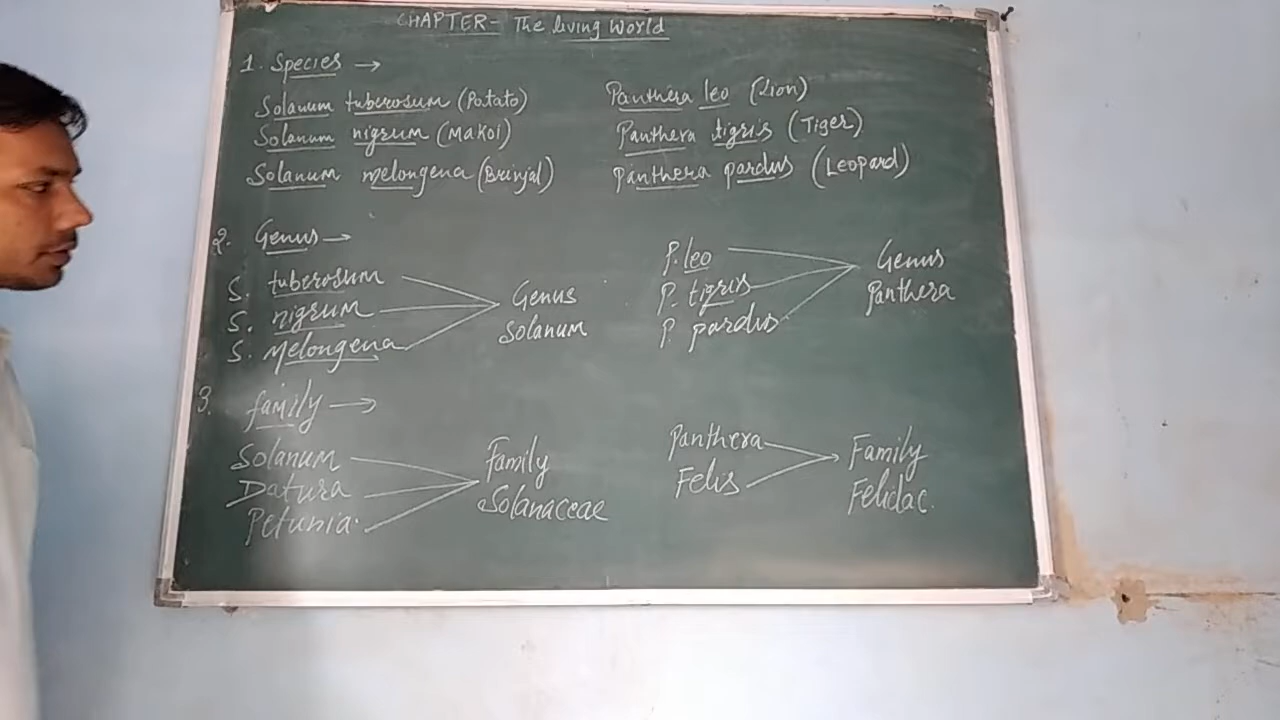 CHAPTER- The living World
1. Species →
Solanum tuberosum (Potato)
Solanum nigrum (Makoi)
Solanum melongena (Brinjal)
Panthera leo (Lion)
Panthera tigris (Tiger)
Panthera pardus (Leopard)
2. Genus →
S. tuberosum
S. nigrum
S. melongena
Genus
Solanum
P. leo
P. tigris
P. pardus
Genus
Panthera
3. family →
Solanum
Datura
Petunia
Family
Solanaceae
Panthera
Felis
Family
Felidae